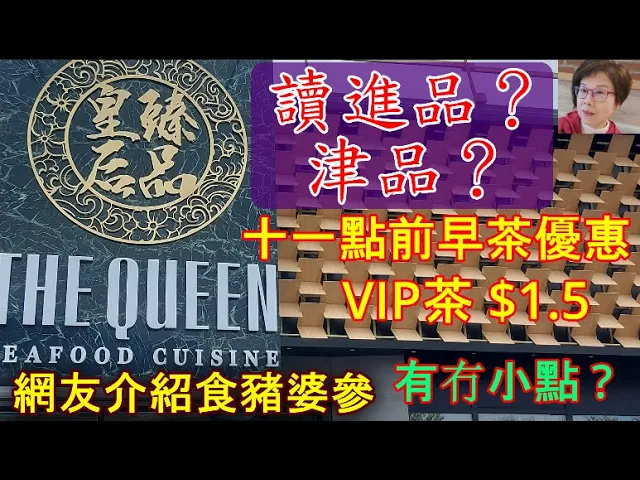 臻品
皇后
THE QUEEN
EAFOOD CUISINE
讀進品？
津品？
十一點前早茶優惠
VIP茶 $1.5
網友介紹食豬婆參
有冇小點？